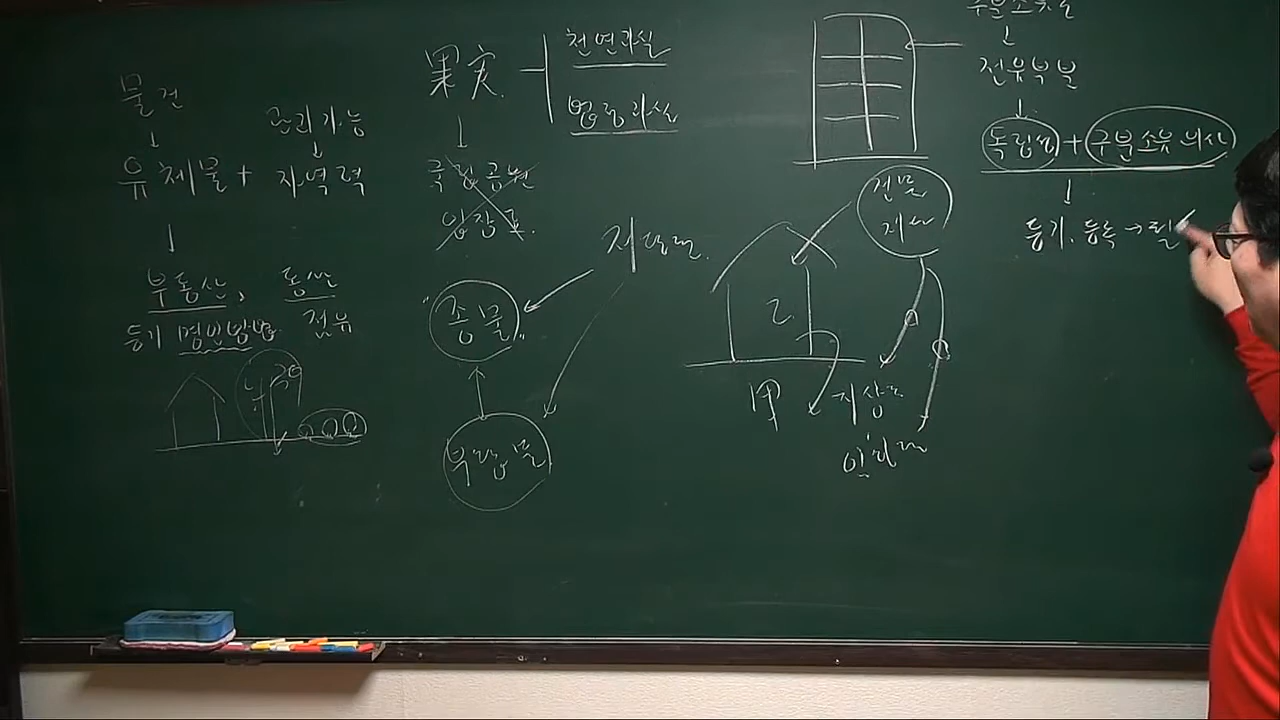 물건
관리가능
유체물 + 자연력
부동산, 동산
등기 명인방법 점유
果実
천연과실
법정과실
국립공원
입장료
"종물"
부합물
저당권
건물
저당
乙
甲
지상권
임차권
구분소유권
전유부분
독립성 + 구분소유 의사
등기, 등록 → 필